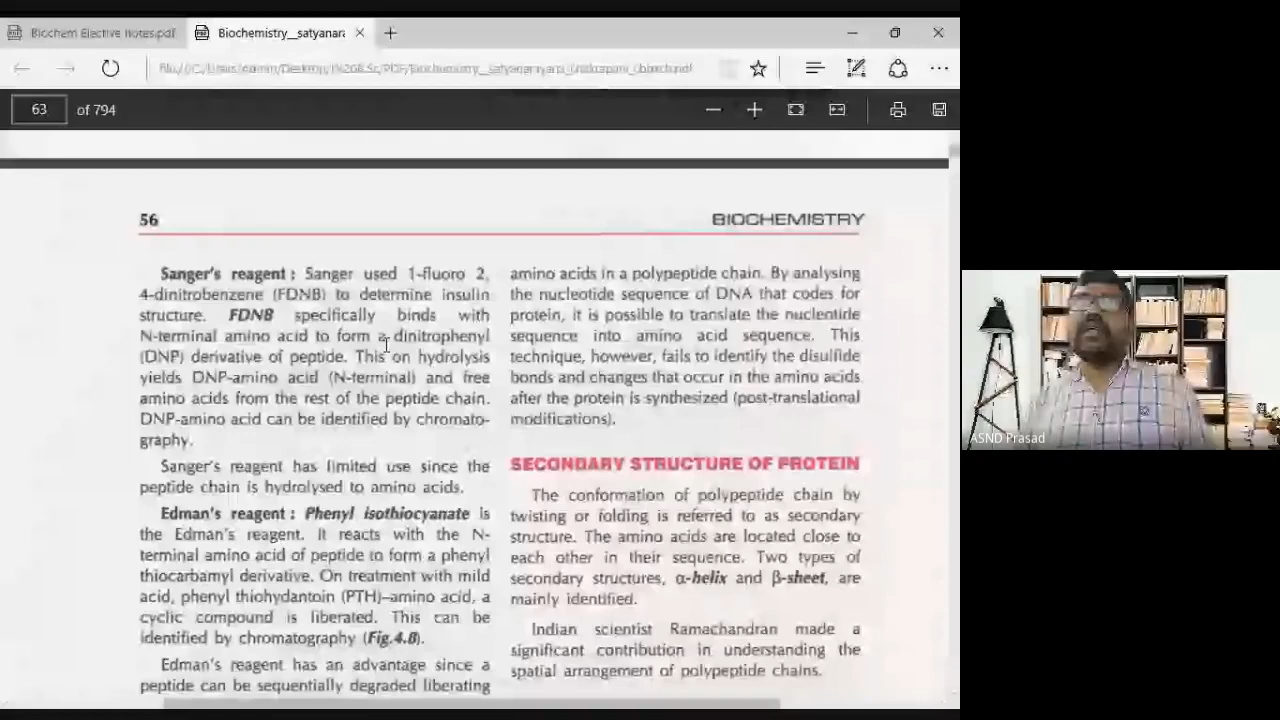 Biochem Elective notes.pdf
Biochemistry__satyanara
63 of 794
56
BIOCHEMISTRY
Sanger's reagent : Sanger used 1-fluoro 2,
4-dinitrobenzene (FDNB) to determine insulin
structure. FDNB specifically binds with
N-terminal amino acid to form a dinitrophenyl
(DNP) derivative of peptide. This on hydrolysis
yields DNP-amino acid (N-terminal) and free
amino acids from the rest of the peptide chain.
DNP-amino acid can be identified by chromato-
graphy.
Sanger's reagent has limited use since the
peptide chain is hydrolysed to amino acids.
Edman's reagent : Phenyl isothiocyanate is
the Edman's reagent. It reacts with the N-
terminal amino acid of peptide to form a phenyl
thiocarbamyl derivative. On treatment with mild
acid, phenyl thiohydantoin (PTH)–amino acid, a
cyclic compound is liberated. This can be
identified by chromatography (Fig.4.8).
Edman's reagent has an advantage since a
peptide can be sequentially degraded liberating
amino acids in a polypeptide chain. By analysing
the nucleotide sequence of DNA that codes for
protein, it is possible to translate the nucleotide
sequence into amino acid sequence. This
technique, however, fails to identify the disulfide
bonds and changes that occur in the amino acids
after the protein is synthesized (post-translational
modifications).
SECONDARY STRUCTURE OF PROTEIN
The conformation of polypeptide chain by
twisting or folding is referred to as secondary
structure. The amino acids are located close to
each other in their sequence. Two types of
secondary structures, α-helix and β-sheet, are
mainly identified.
Indian scientist Ramachandran made a
significant contribution in understanding the
spatial arrangement of polypeptide chains.
ASND Prasad